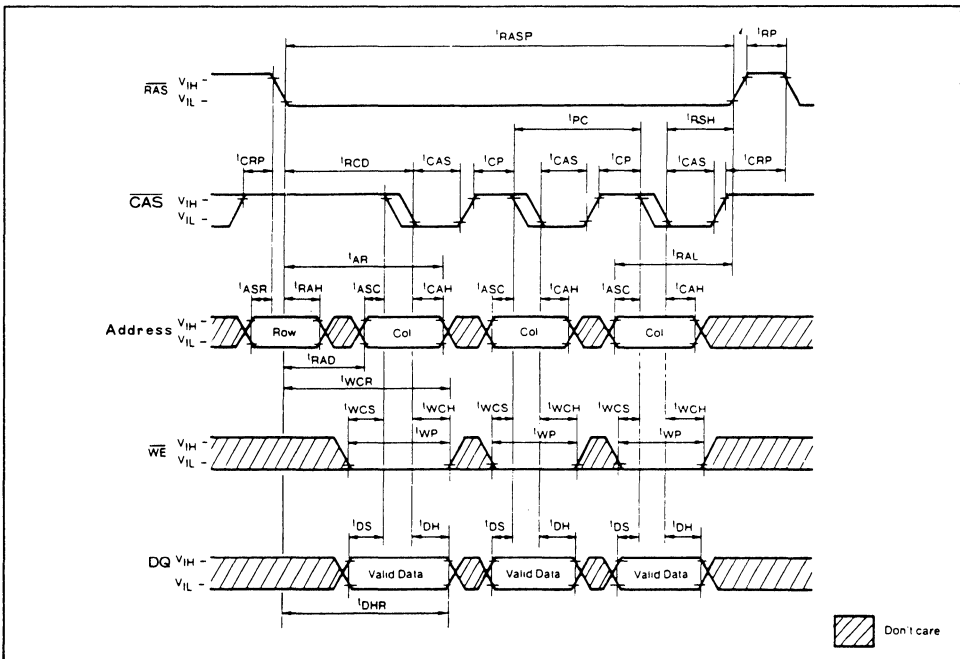 tRASP tRP
RAS VIH
VIL
tPC tRSH
tCRP tRCD tCAS tCP tCAS tCP tCAS tCRP
CAS VIH
VIL
tAR tRAL
tASR tRAH tASC tCAH tASC tCAH tASC tCAH
Address VIH
VIL
Row Col Col Col
tRAD
tWCR
tWCS tWCH tWCS tWCH tWCS tWCH
tWP tWP tWP
WE VIH
VIL
tDS tDH tDS tDH tDS tDH
DQ VIH
VIL
Valid Data Valid Data Valid Data
tDHR
Don't care